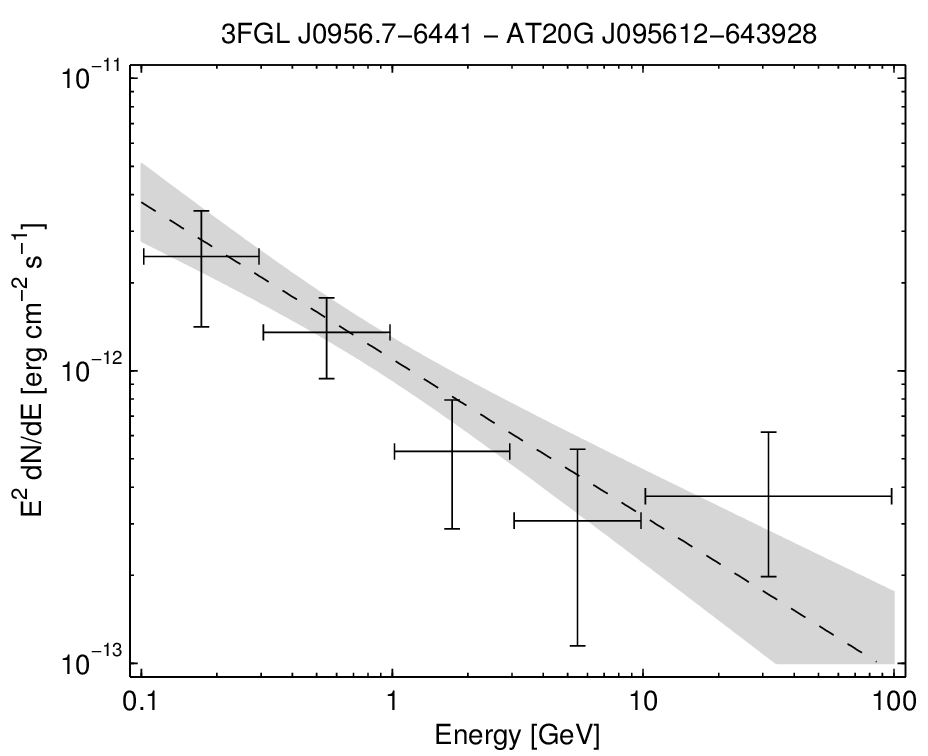 3FGL J0956.7−6441 − AT20G J095612−643928
10⁻¹¹
10⁻¹²
10⁻¹³
E² dN/dE [erg cm⁻² s⁻¹]
0.1 1 10 100
Energy [GeV]